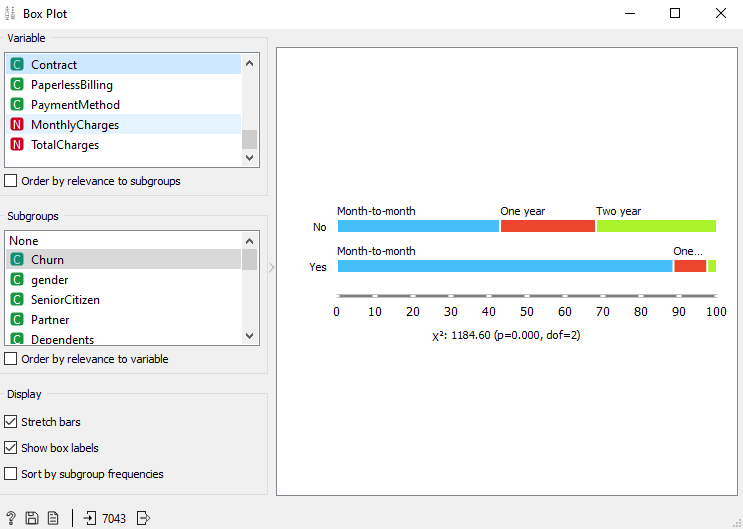 Box Plot
Variable
C Contract
C PaperlessBilling
C PaymentMethod
N MonthlyCharges
N TotalCharges
Order by relevance to subgroups
Subgroups
None
C Churn
C gender
C SeniorCitizen
C Partner
C Dependents
Order by relevance to variable
Display
Stretch bars
Show box labels
Sort by subgroup frequencies
? 7043
Month-to-month One year Two year
No
Month-to-month One...
Yes
0 10 20 30 40 50 60 70 80 90 100
χ²: 1184.60 (p=0.000, dof=2)